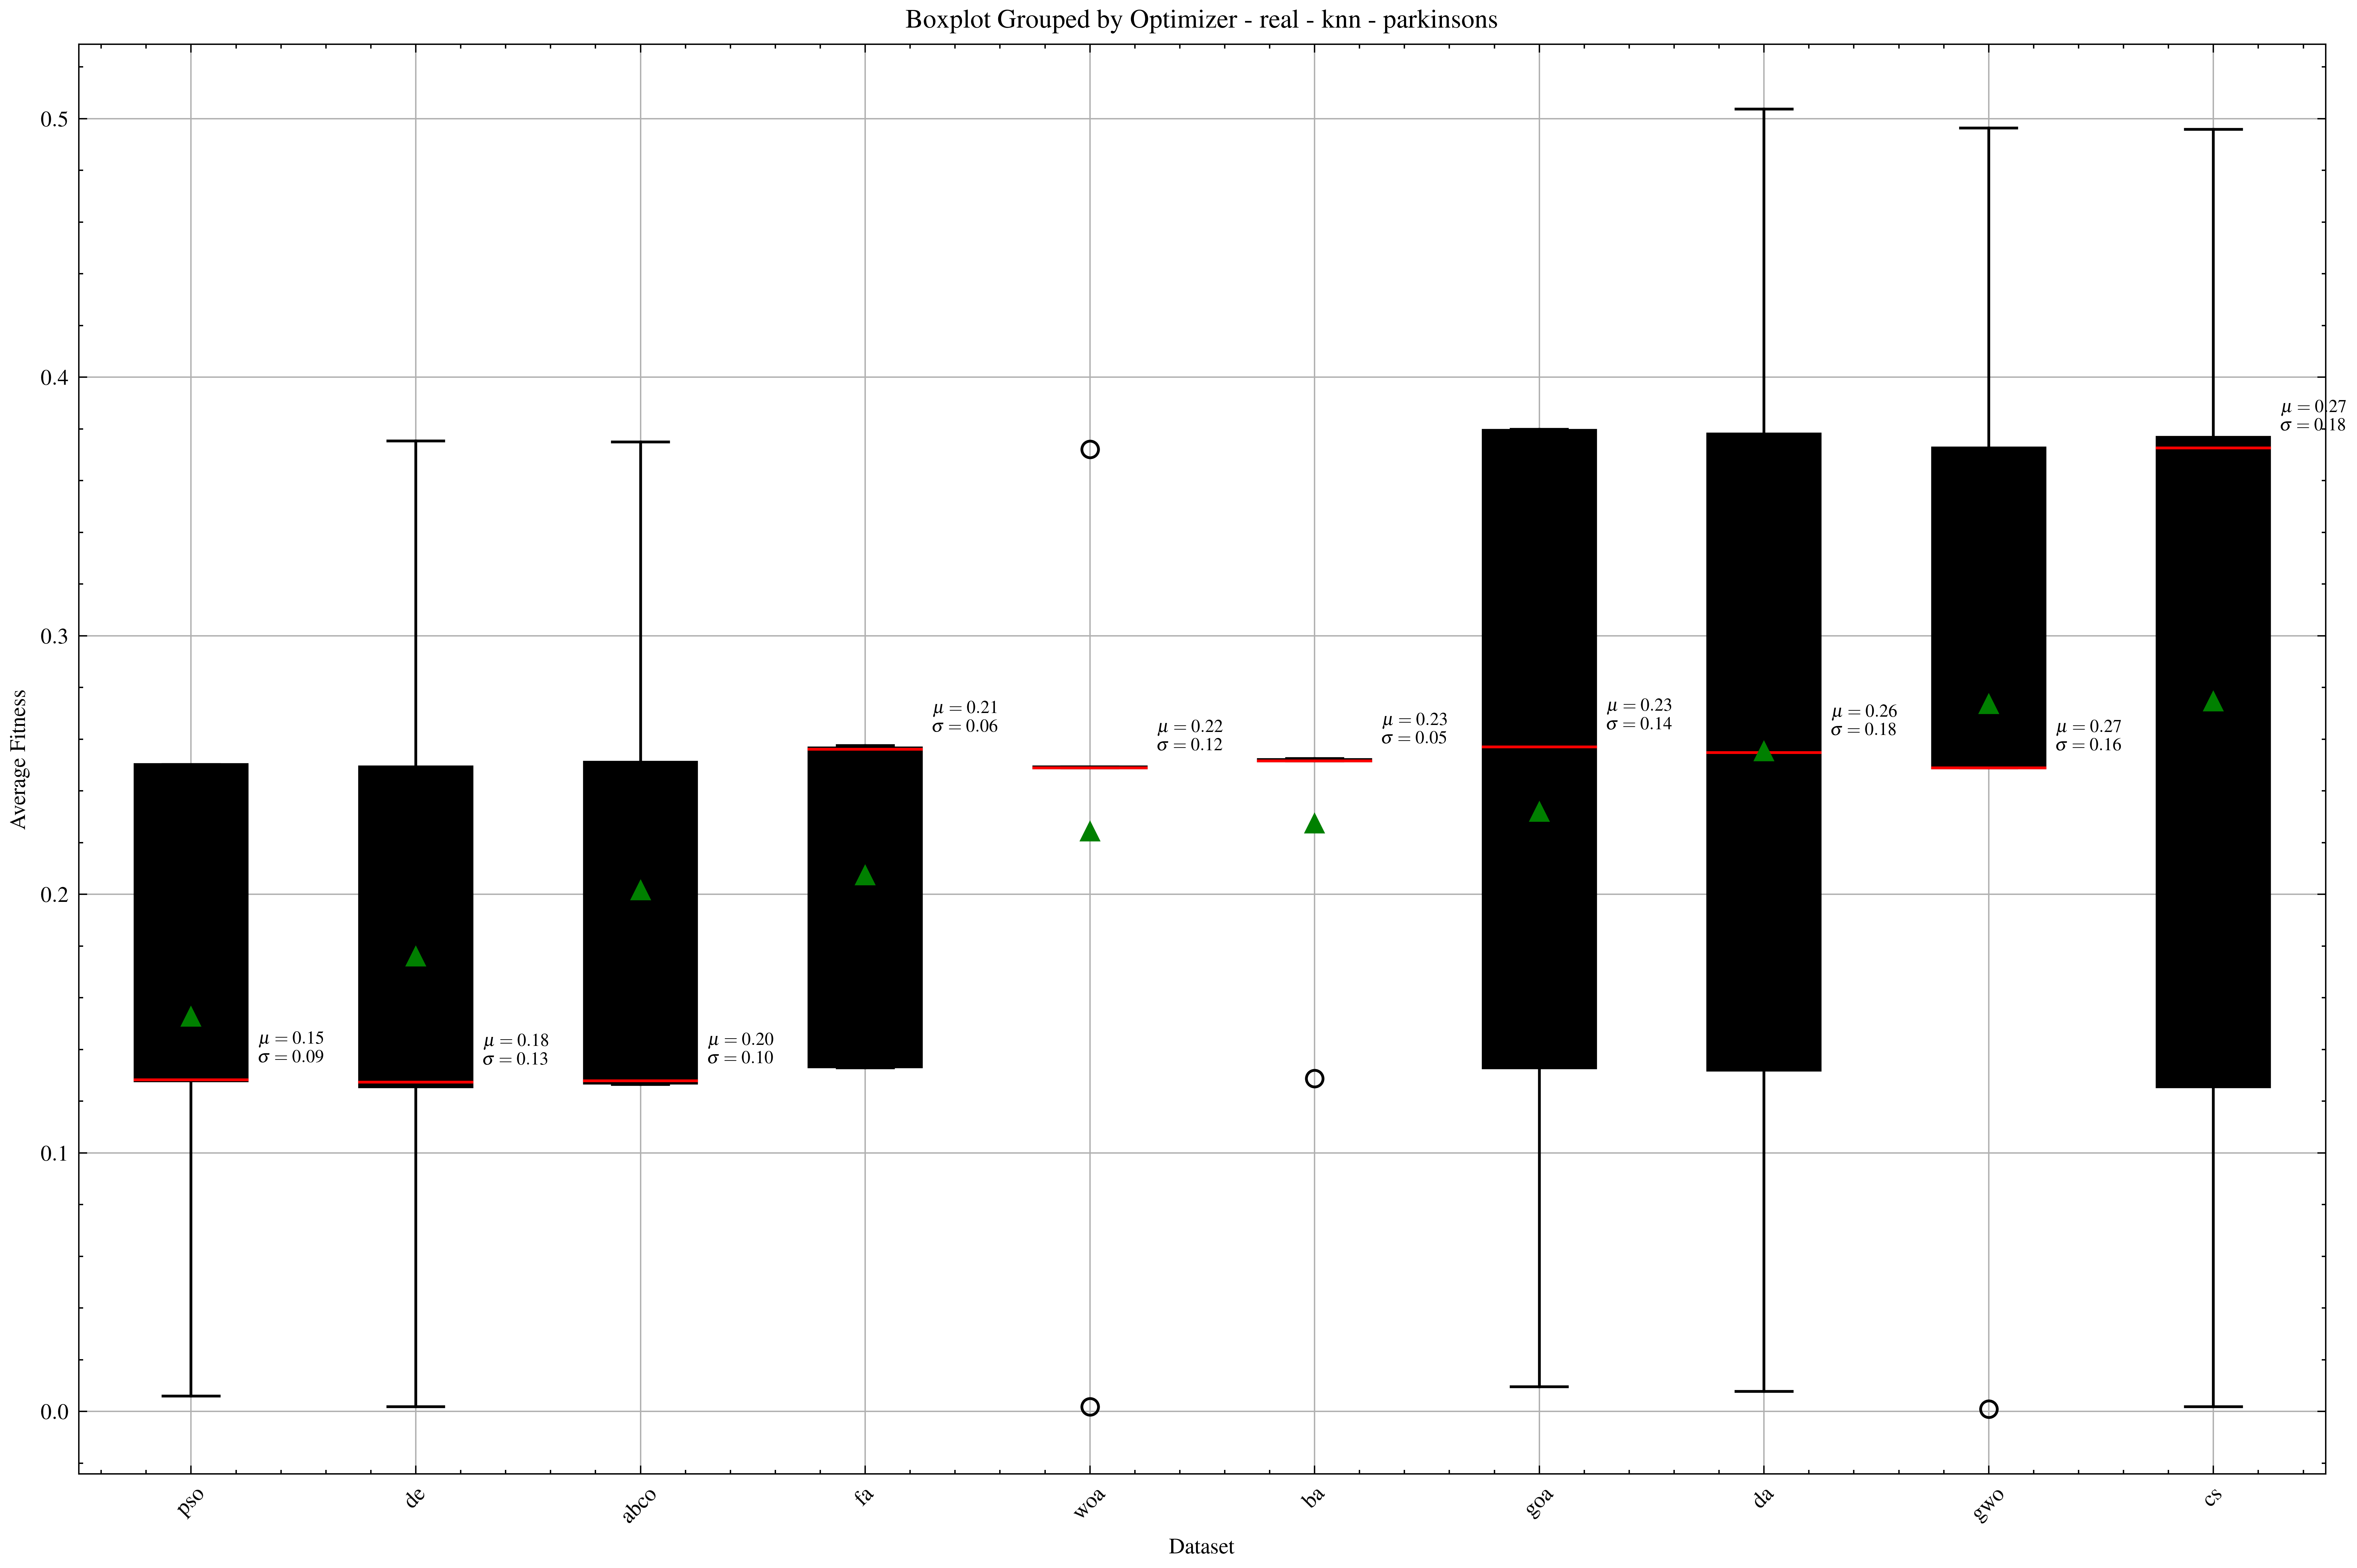 Boxplot Grouped by Optimizer - real - knn - parkinsons
Average Fitness
0.5
0.4
0.3
0.2
0.1
0.0
μ = 0.15
σ = 0.09
μ = 0.18
σ = 0.13
μ = 0.20
σ = 0.10
μ = 0.21
σ = 0.06
μ = 0.22
σ = 0.12
μ = 0.23
σ = 0.05
μ = 0.23
σ = 0.14
μ = 0.26
σ = 0.18
μ = 0.27
σ = 0.16
μ = 0.27
σ = 0.18
pso
de
abco
fa
woa
ba
goa
da
gwo
cs
Dataset